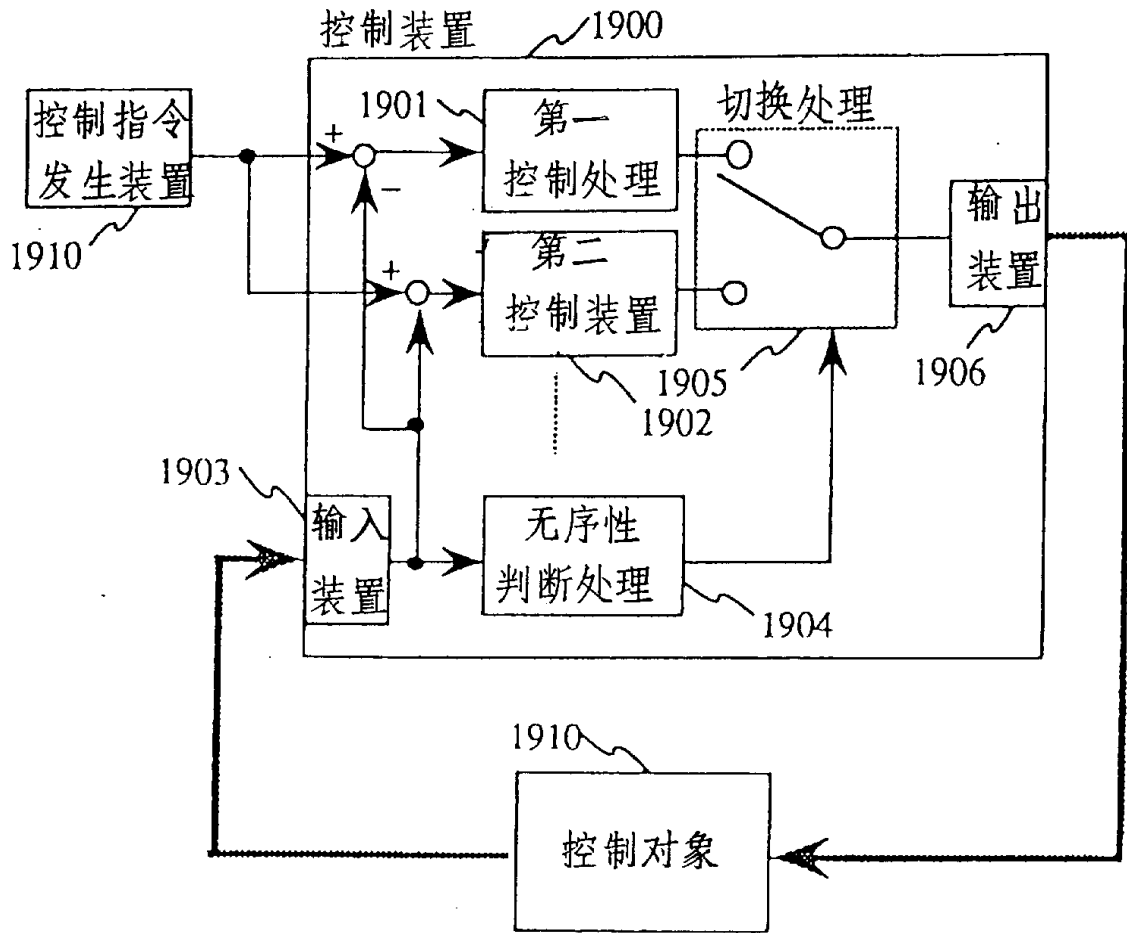 控制装置
1900
控制指令
发生装置
1910
+
−
1901
第一
控制处理
切换处理
+
−
第二
控制装置
1902
1905
输出
装置
1906
1903
输入
装置
无序性
判断处理
1904
1910
控制对象